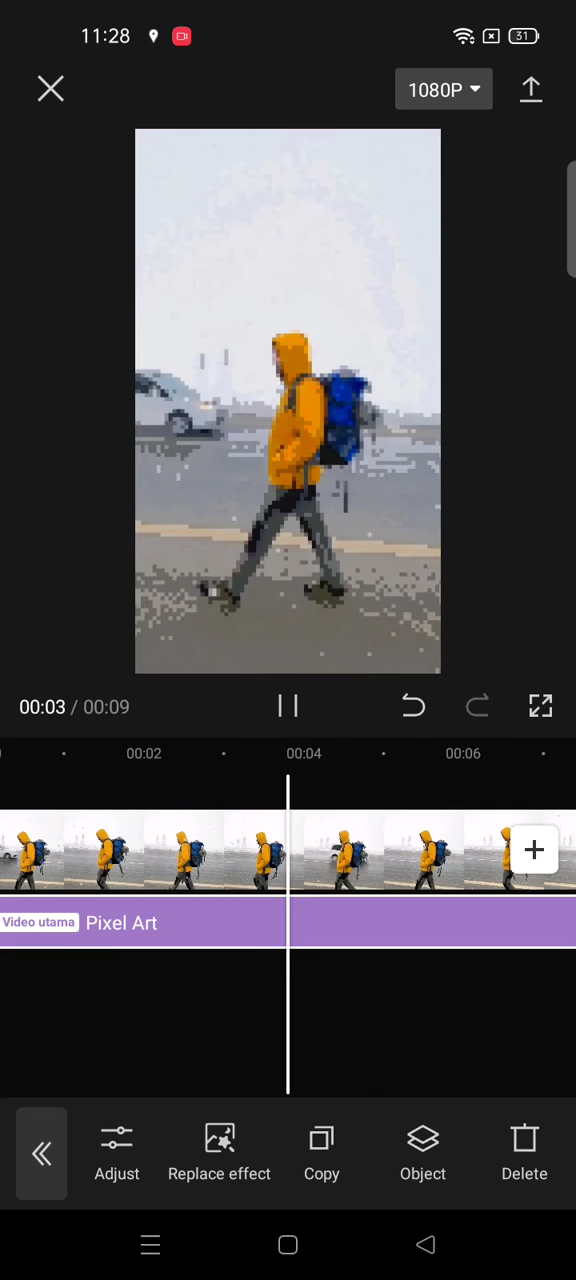 11:28
31
1080P
00:03 / 00:09
00:02
00:04
00:06
Video utama
Pixel Art
Adjust
Replace effect
Copy
Object
Delete